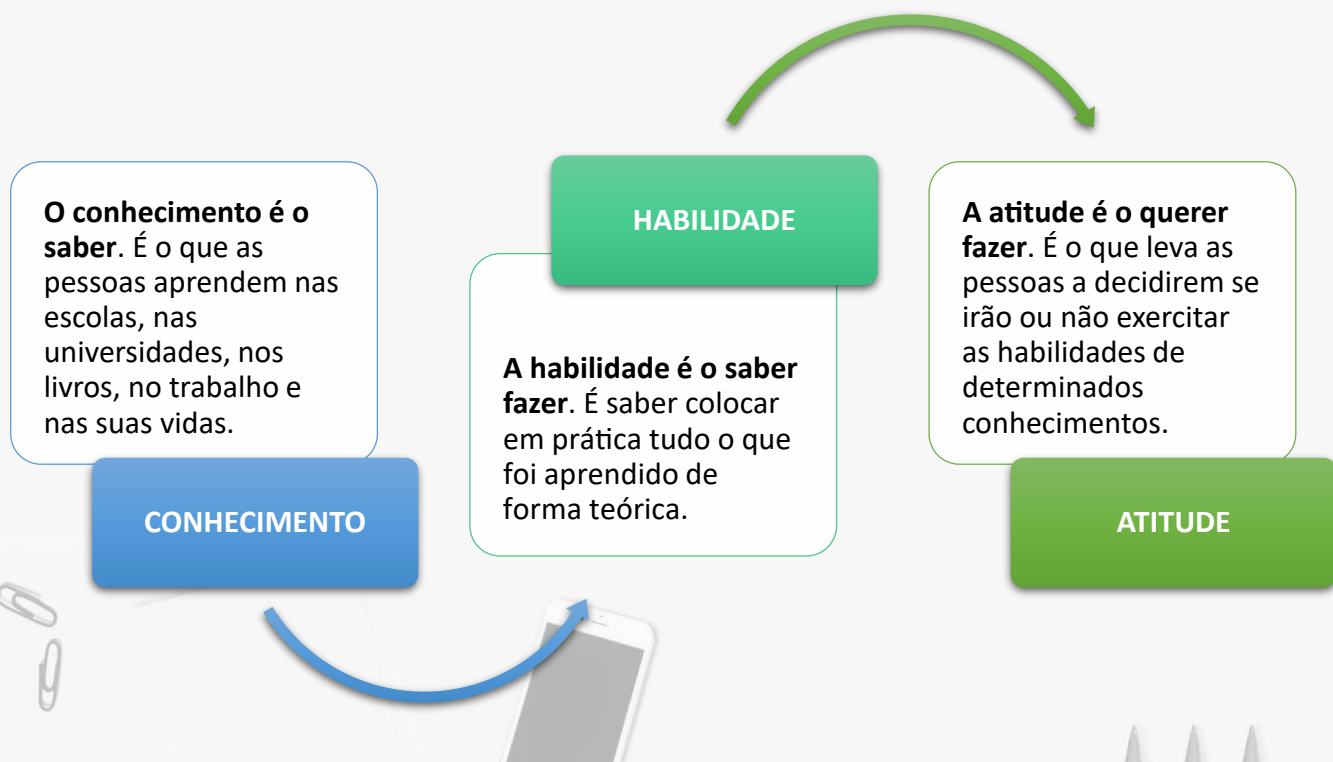 O conhecimento é o
saber. É o que as
pessoas aprendem nas
escolas, nas
universidades, nos
livros, no trabalho e
nas suas vidas.
CONHECIMENTO
HABILIDADE
A habilidade é o saber
fazer. É saber colocar
em prática tudo o que
foi aprendido de
forma teórica.
A atitude é o querer
fazer. É o que leva as
pessoas a decidirem se
irão ou não exercitar
as habilidades de
determinados
conhecimentos.
ATITUDE